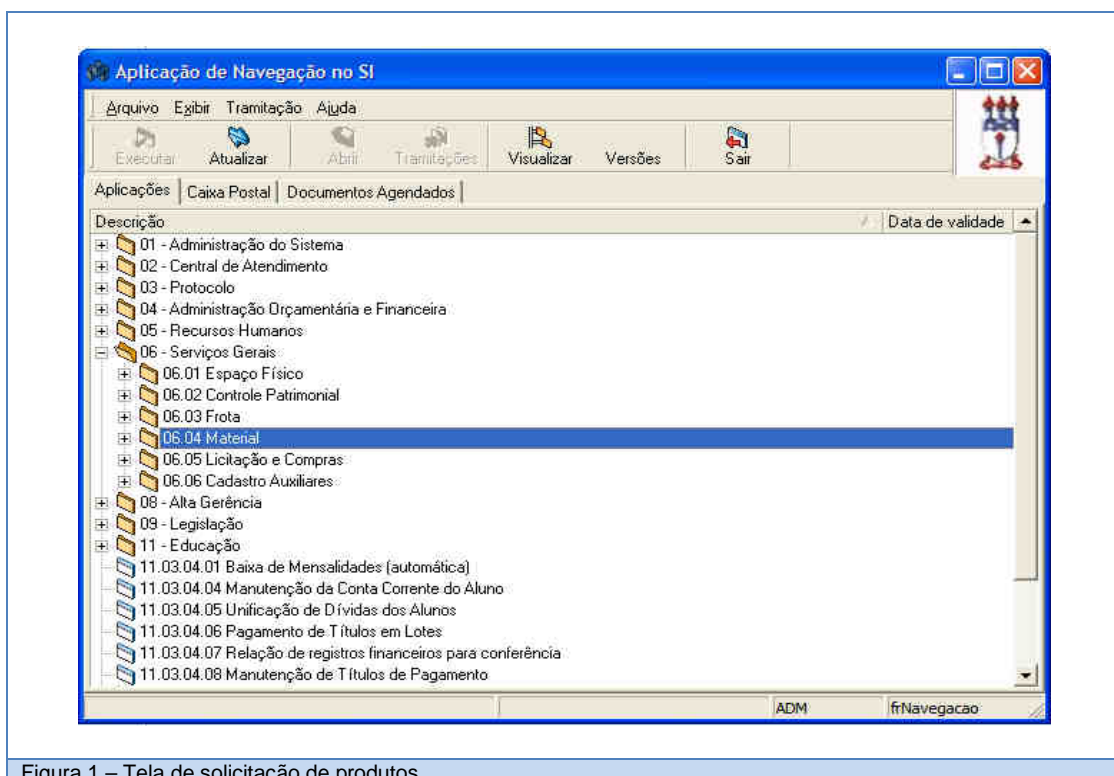 Aplicação de Navegação no SI
Arquivo Exibir Tramitação Ajuda
Executar Atualizar Abrir Tramitações Visualizar Versões Sair
Aplicações Caixa Postal Documentos Agendados
Descrição Data de validade
01 - Administração do Sistema
02 - Central de Atendimento
03 - Protocolo
04 - Administração Orçamentária e Financeira
05 - Recursos Humanos
06 - Serviços Gerais
06.01 Espaço Físico
06.02 Controle Patrimonial
06.03 Frota
06.04 Material
06.05 Licitação e Compras
06.06 Cadastro Auxiliares
08 - Alta Gerência
09 - Legislação
11 - Educação
11.03.04.01 Baixa de Mensalidades (automática)
11.03.04.04 Manutenção da Conta Corrente do Aluno
11.03.04.05 Unificação de Dívidas dos Alunos
11.03.04.06 Pagamento de Títulos em Lotes
11.03.04.07 Relação de registros financeiros para conferência
11.03.04.08 Manutenção de Títulos de Pagamento
ADM frNavegacao
Figura 1 – Tela de solicitação de produtos